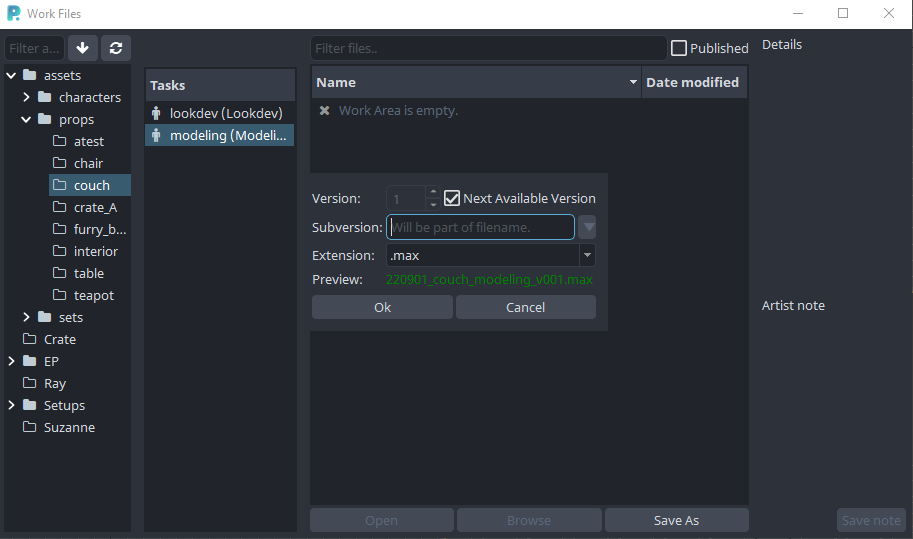 Work Files
Filter a...
Filter files..
Published
Details
assets
characters
props
atest
chair
couch
crate_A
furry_b...
interior
table
teapot
sets
Crate
EP
Ray
Setups
Suzanne
Tasks
lookdev (Lookdev)
modeling (Modeli...
Name
Date modified
Work Area is empty.
Version:
1
Next Available Version
Subversion:
Will be part of filename.
Extension:
.max
Preview:
220901_couch_modeling_v001.max
Ok
Cancel
Artist note
Open
Browse
Save As
Save note